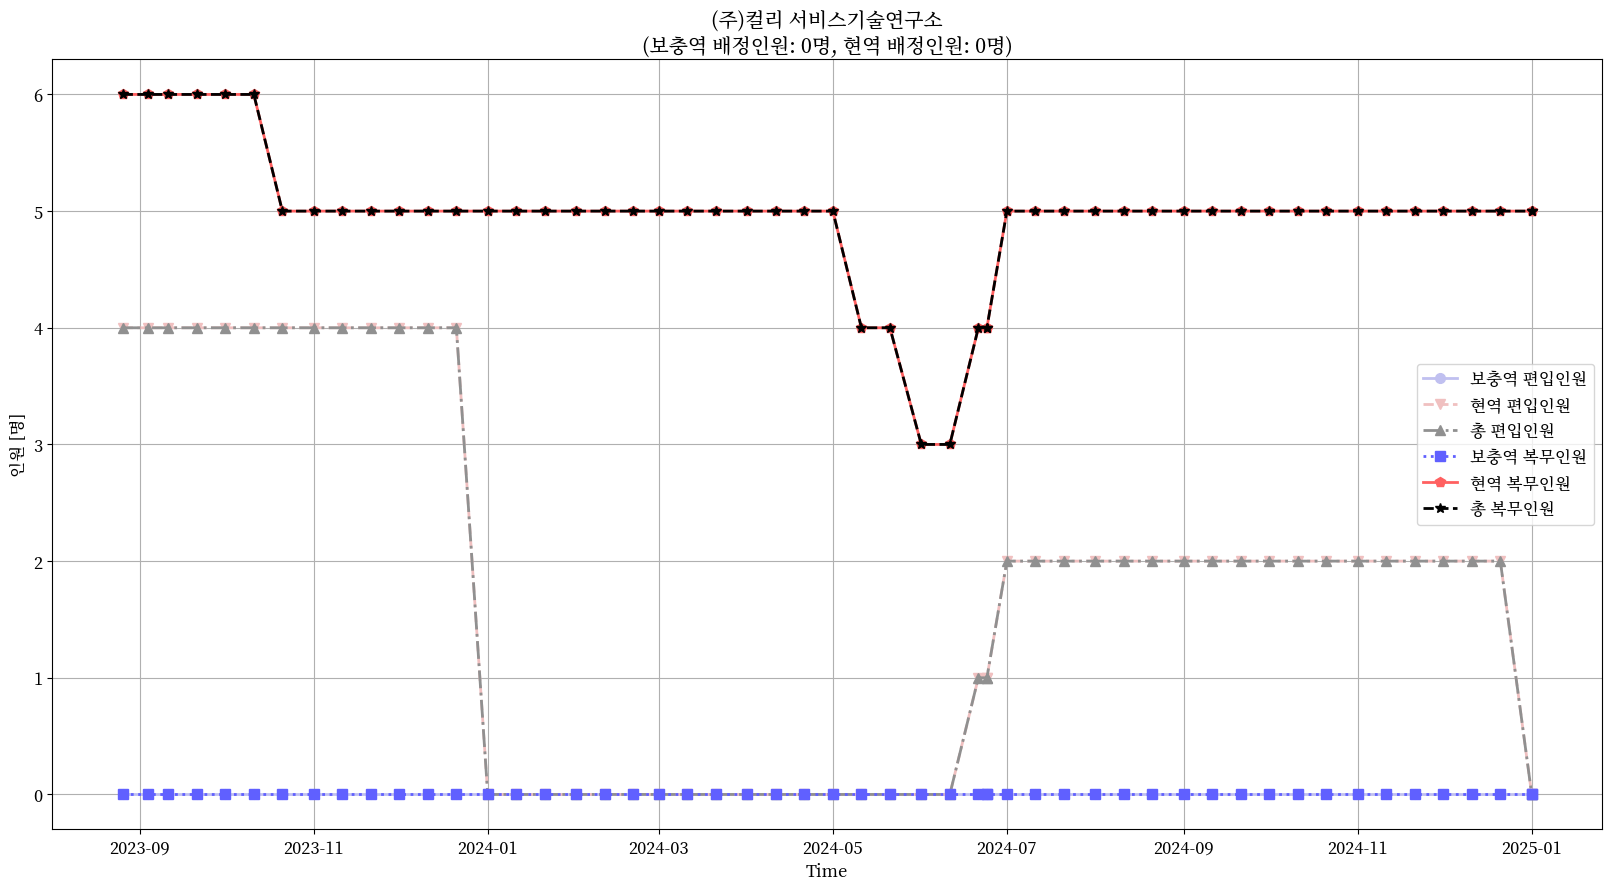 (주)컬리 서비스기술연구소
(보충역 배정인원: 0명, 현역 배정인원: 0명)
인원 [명]
6
5
4
3
2
1
0
보충역 편입인원
현역 편입인원
총 편입인원
보충역 복무인원
현역 복무인원
총 복무인원
2023-09 2023-11 2024-01 2024-03 2024-05 2024-07 2024-09 2024-11 2025-01
Time